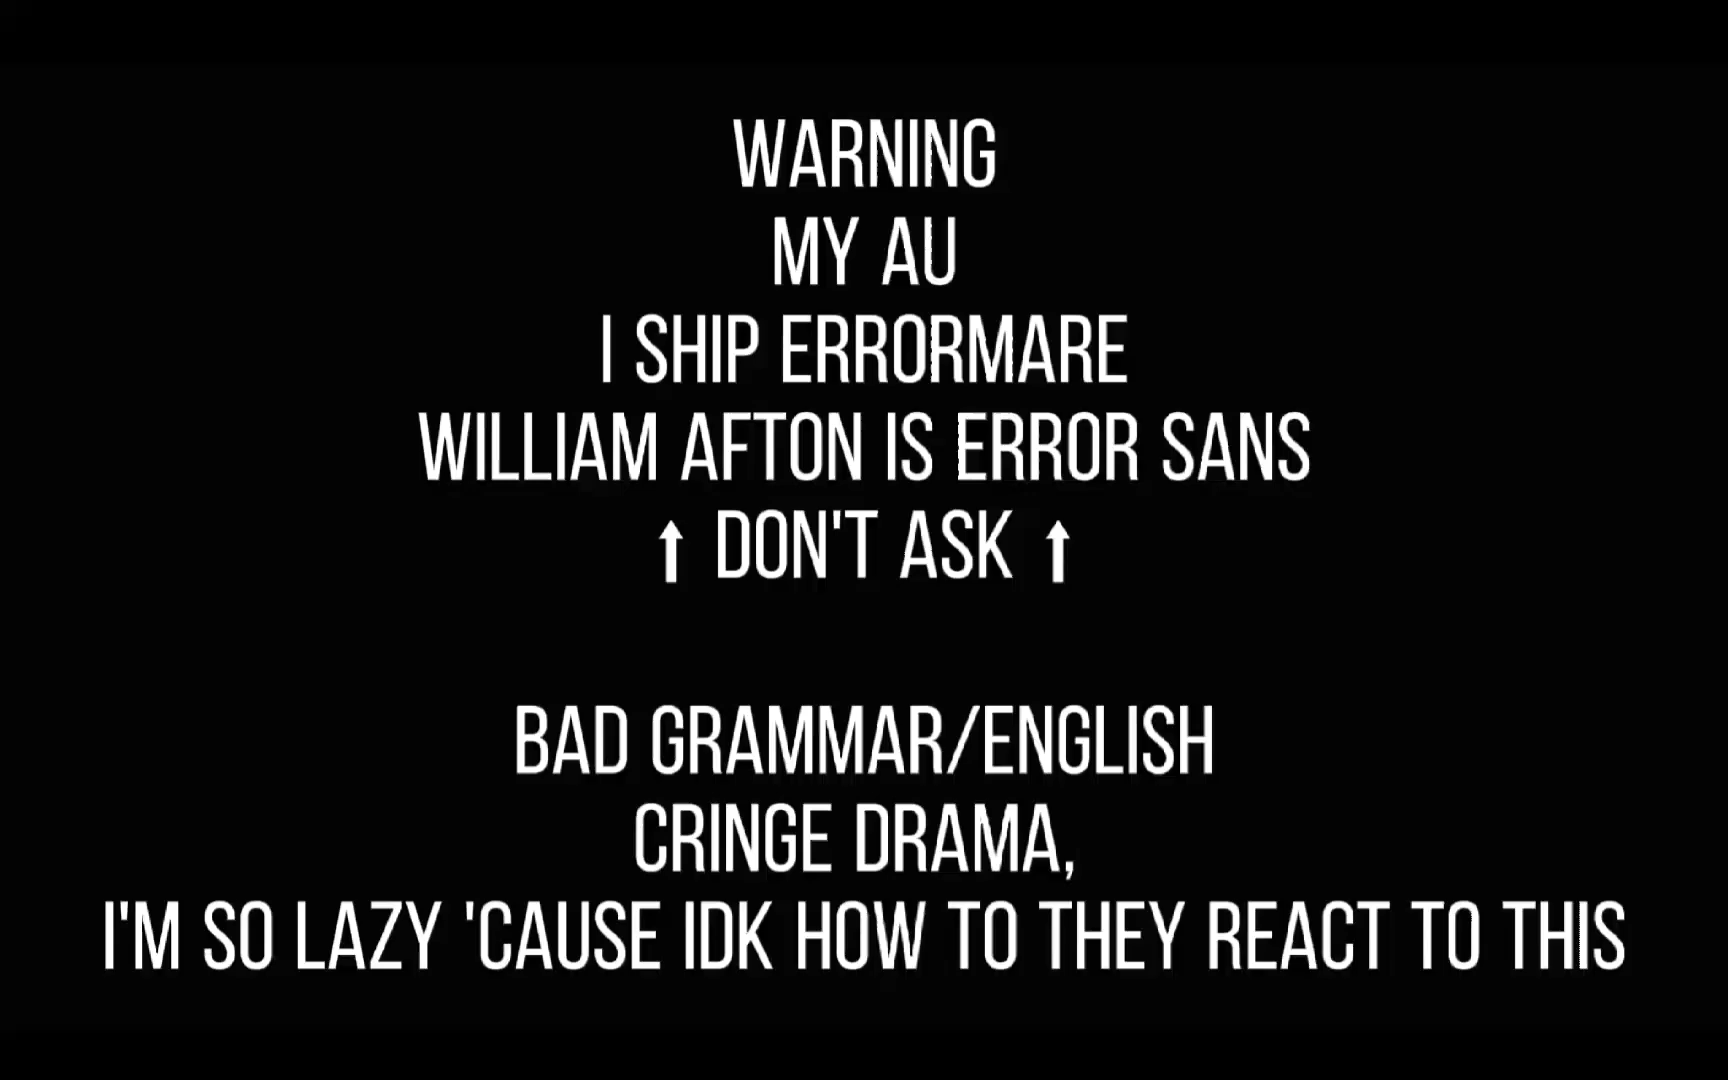 WARNING
MY AU
I SHIP ERRORMARE
WILLIAM AFTON IS ERROR SANS
⬆ DON'T ASK ⬆
BAD GRAMMAR/ENGLISH
CRINGE DRAMA,
I'M SO LAZY 'CAUSE IDK HOW TO THEY REACT TO THIS